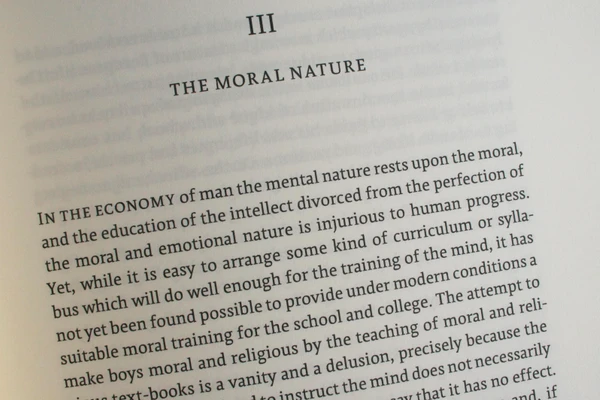 III
THE MORAL NATURE
IN THE ECONOMY of man the mental nature rests upon the moral,
and the education of the intellect divorced from the perfection of
the moral and emotional nature is injurious to human progress.
Yet, while it is easy to arrange some kind of curriculum or sylla-
bus which will do well enough for the training of the mind, it has
not yet been found possible to provide under modern conditions a
suitable moral training for the school and college. The attempt to
make boys moral and religious by the teaching of moral and reli-
text-books is a vanity and a delusion, precisely because the
to instruct the mind does not necessarily
say that it has no effect.
and, if